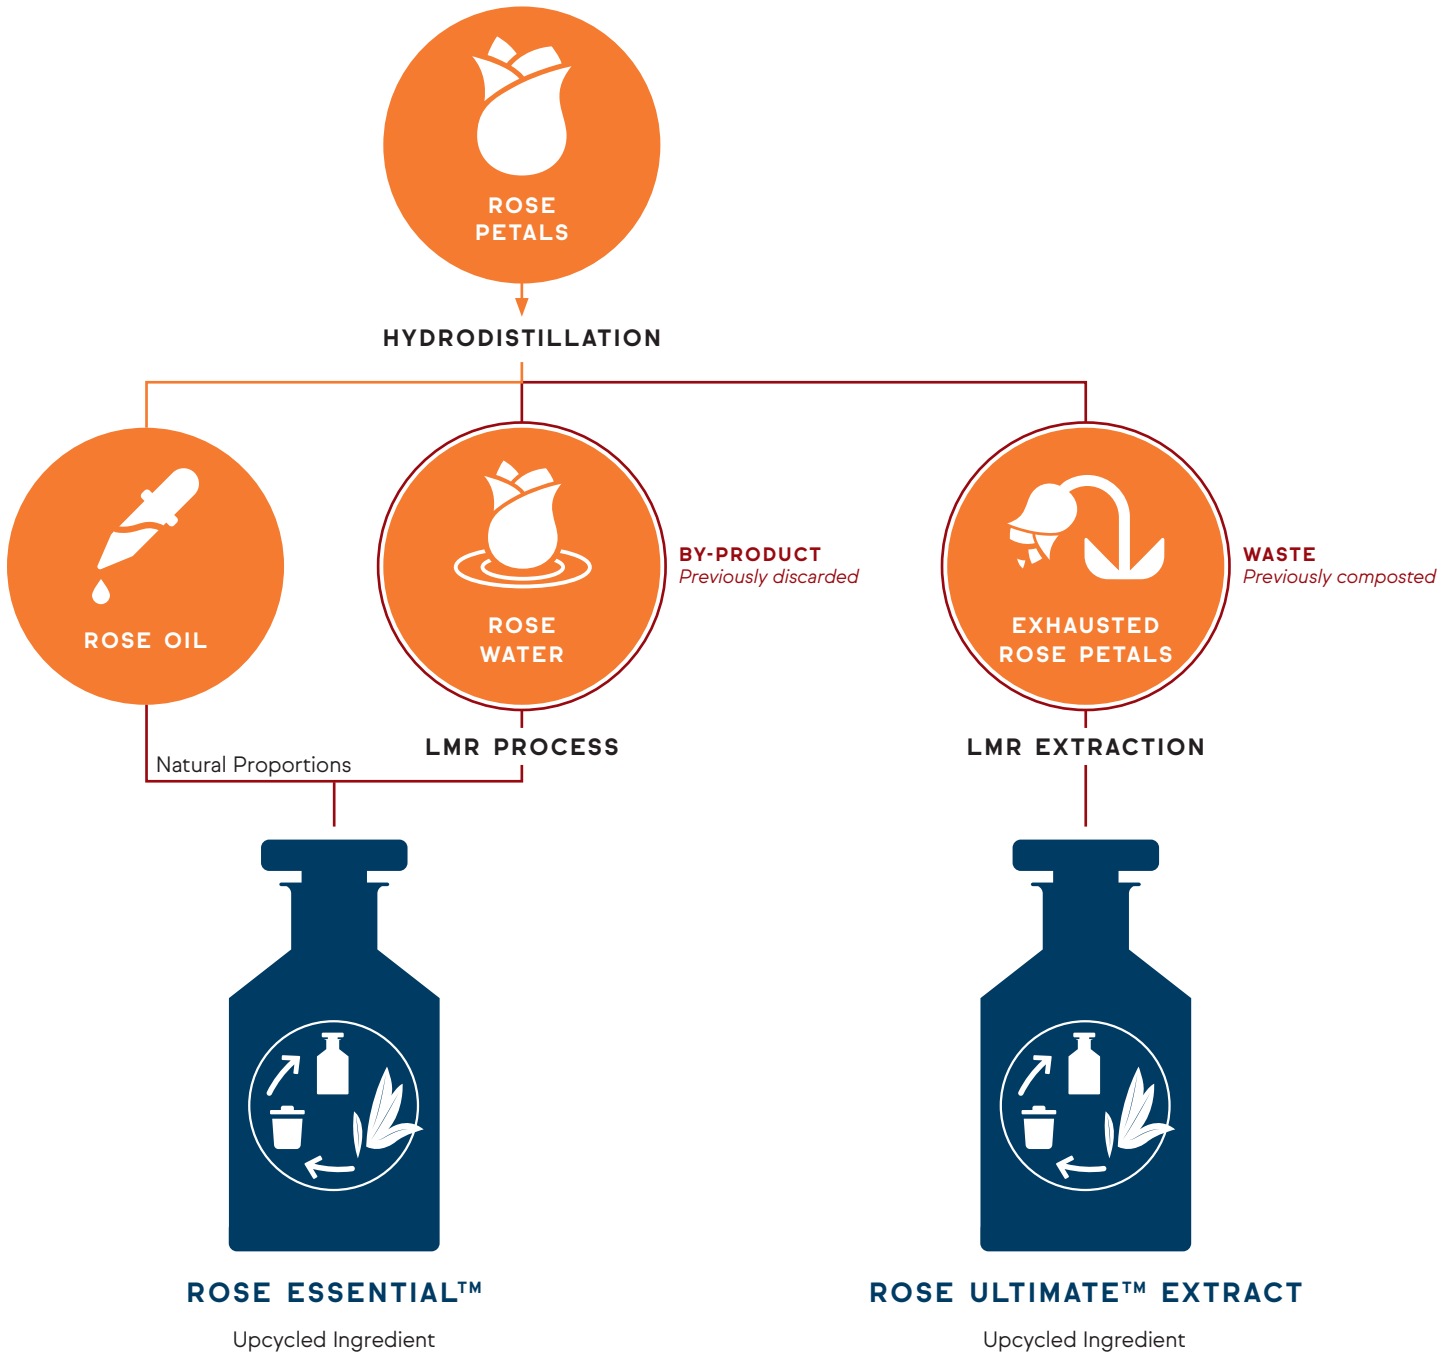 ROSE
PETALS
HYDRODISTILLATION
ROSE OIL
ROSE
WATER
BY-PRODUCT
Previously discarded
EXHAUSTED
ROSE PETALS
WASTE
Previously composted
Natural Proportions
LMR PROCESS
LMR EXTRACTION
ROSE ESSENTIAL™
Upcycled Ingredient
ROSE ULTIMATE™ EXTRACT
Upcycled Ingredient